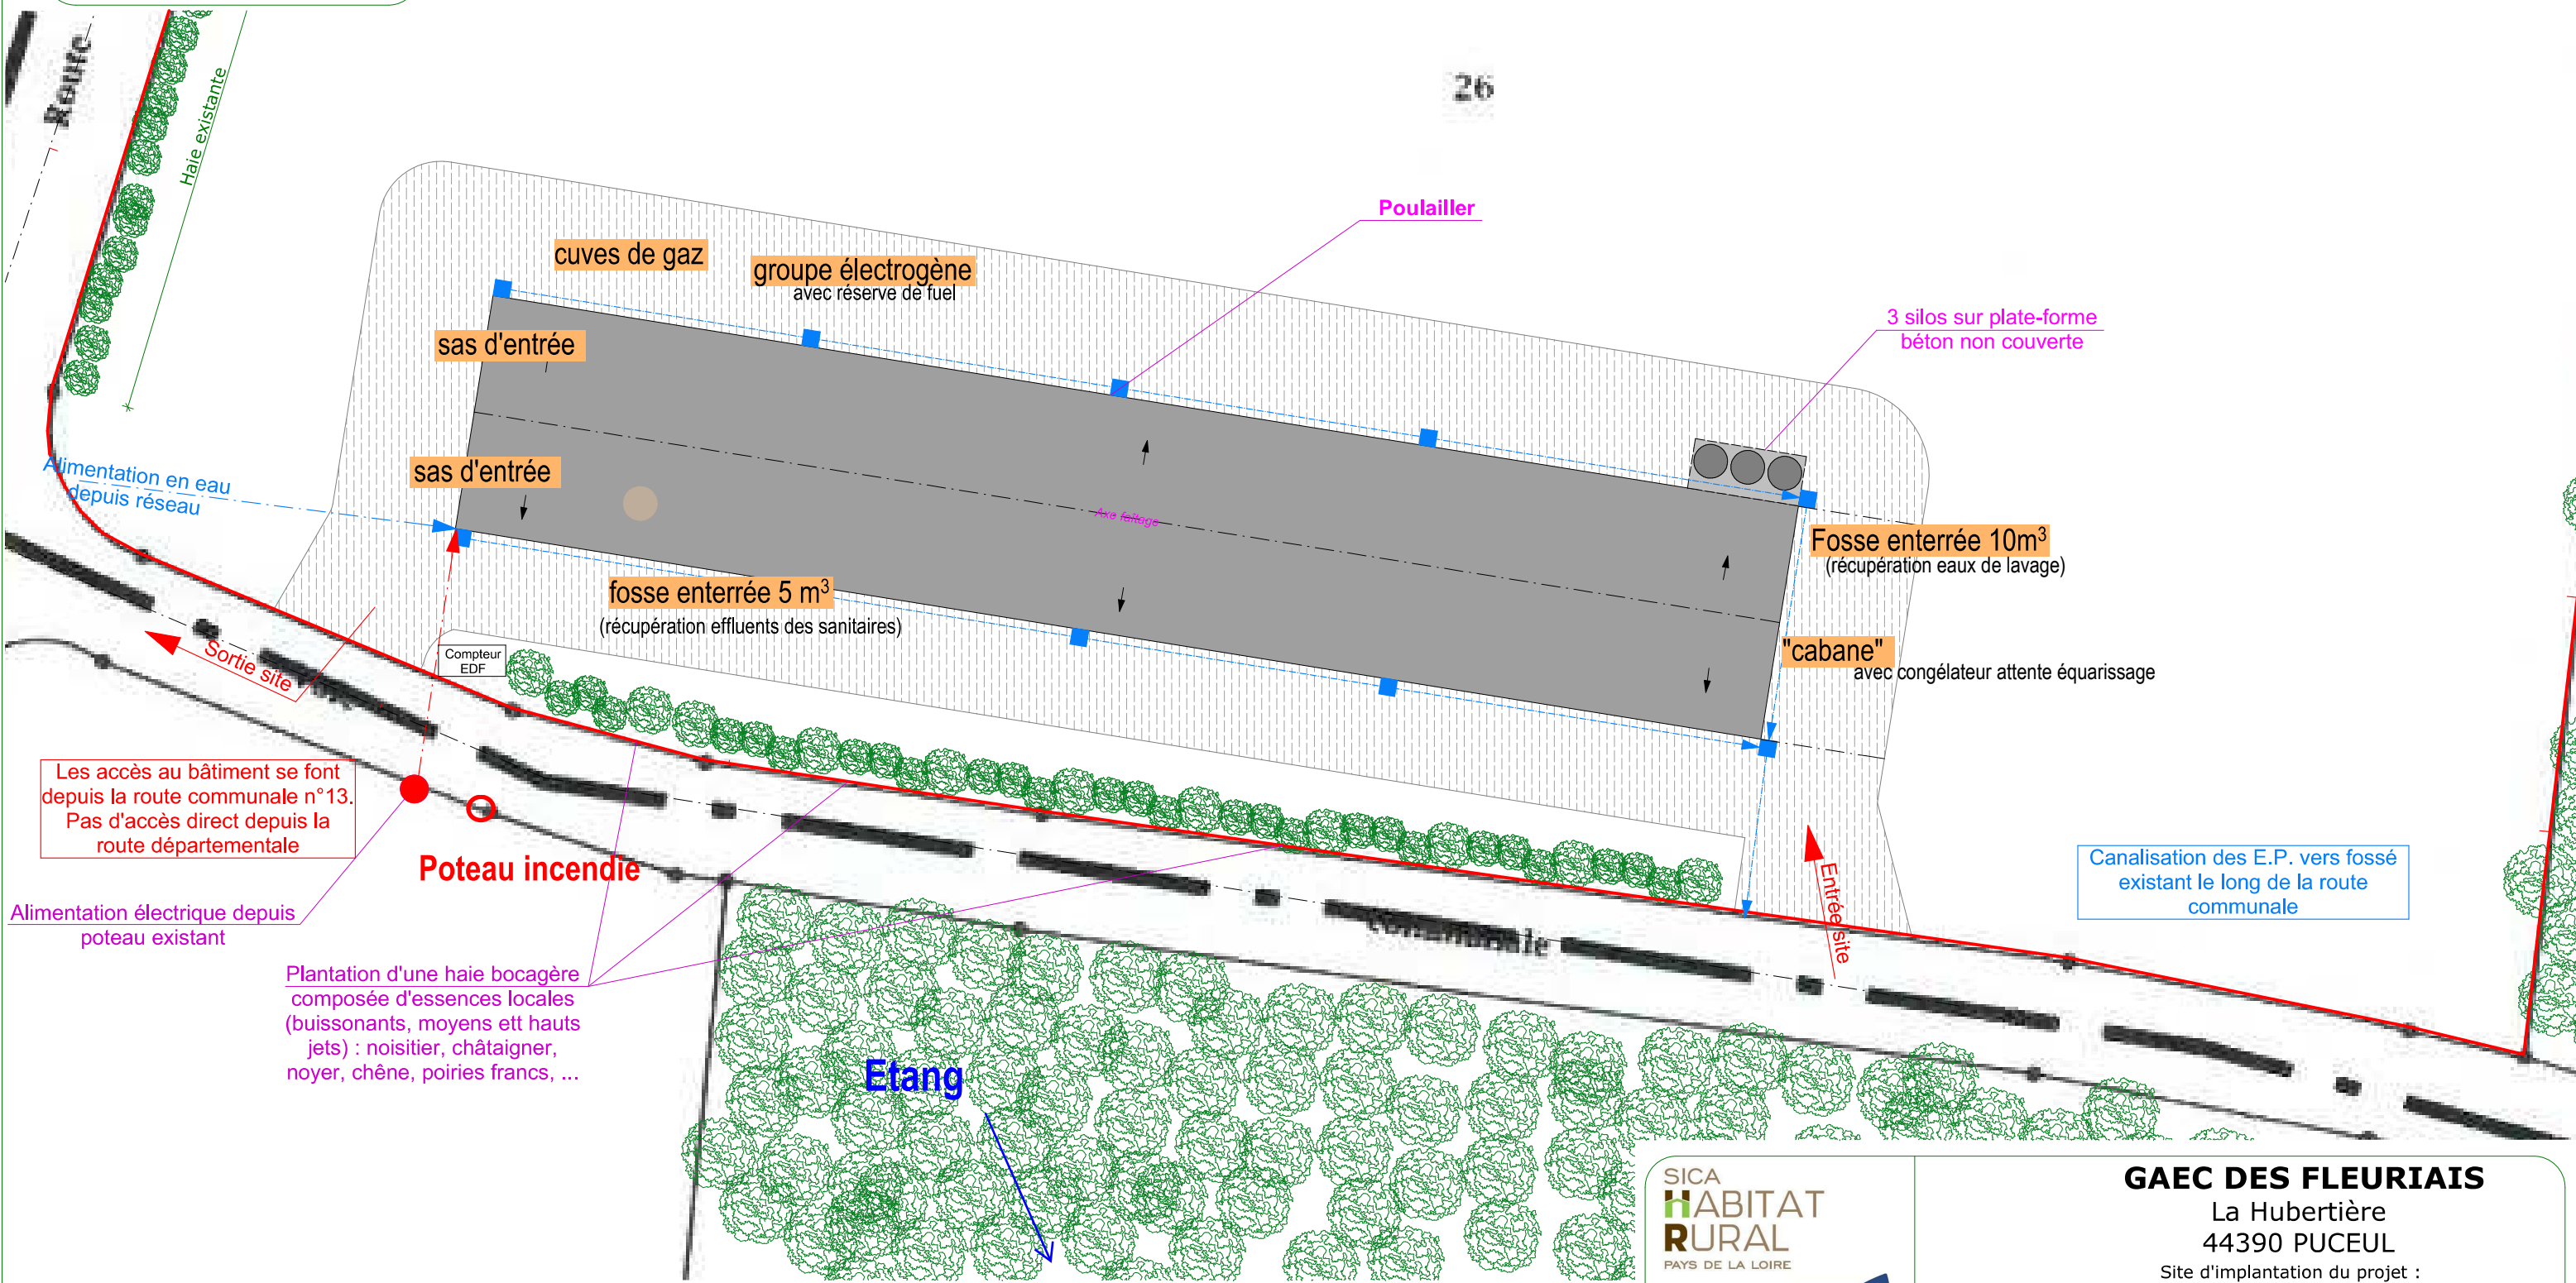 Route
Haie existante
26
Poulailler
cuves de gaz
groupe électrogène
avec réserve de fuel
3 silos sur plate-forme
béton non couverte
sas d'entrée
sas d'entrée
Alimentation en eau
depuis réseau
Axe faitage
Fosse enterrée 10m³
(récupération eaux de lavage)
fosse enterrée 5 m³
(récupération effluents des sanitaires)
"cabane"
avec congélateur attente équarissage
Compteur
EDF
Sortie site
Les accès au bâtiment se font
depuis la route communale n°13.
Pas d'accès direct depuis la
route départementale
Poteau incendie
Entrée site
Canalisation des E.P. vers fossé
existant le long de la route
communale
Alimentation électrique depuis
poteau existant
Plantation d'une haie bocagère
composée d'essences locales
(buissonants, moyens ett hauts
jets) : noisitier, châtaigner,
noyer, chêne, poiries francs, ...
Etang
SICA
HABITAT
RURAL
PAYS DE LA LOIRE
GAEC DES FLEURIAIS
La Hubertière
44390 PUCEUL
Site d'implantation du projet :